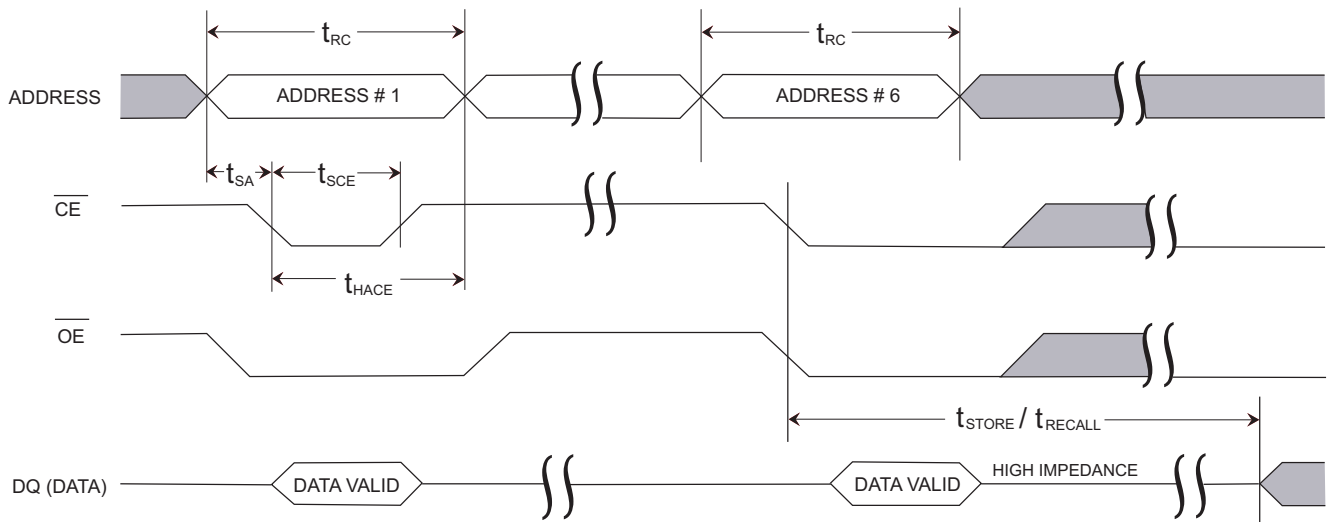 tRC tRC
ADDRESS ADDRESS # 1 ADDRESS # 6
tSA tSCE
CE
tHACE
OE
tSTORE / tRECALL
DQ (DATA) DATA VALID DATA VALID HIGH IMPEDANCE